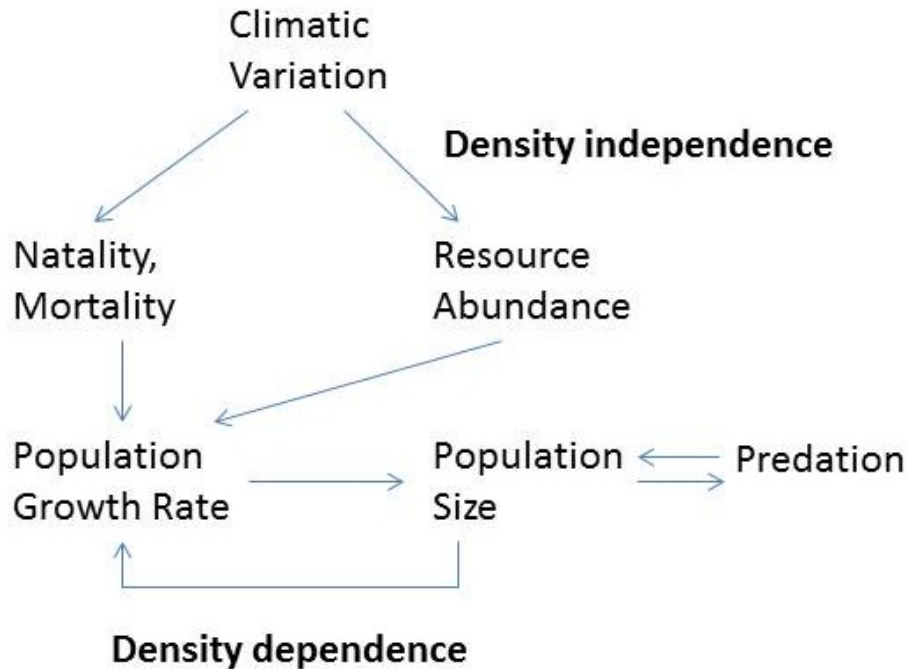 Climatic
Variation
Density independence
Natality,
Mortality
Resource
Abundance
Population
Growth Rate
Population
Size
Predation
Density dependence